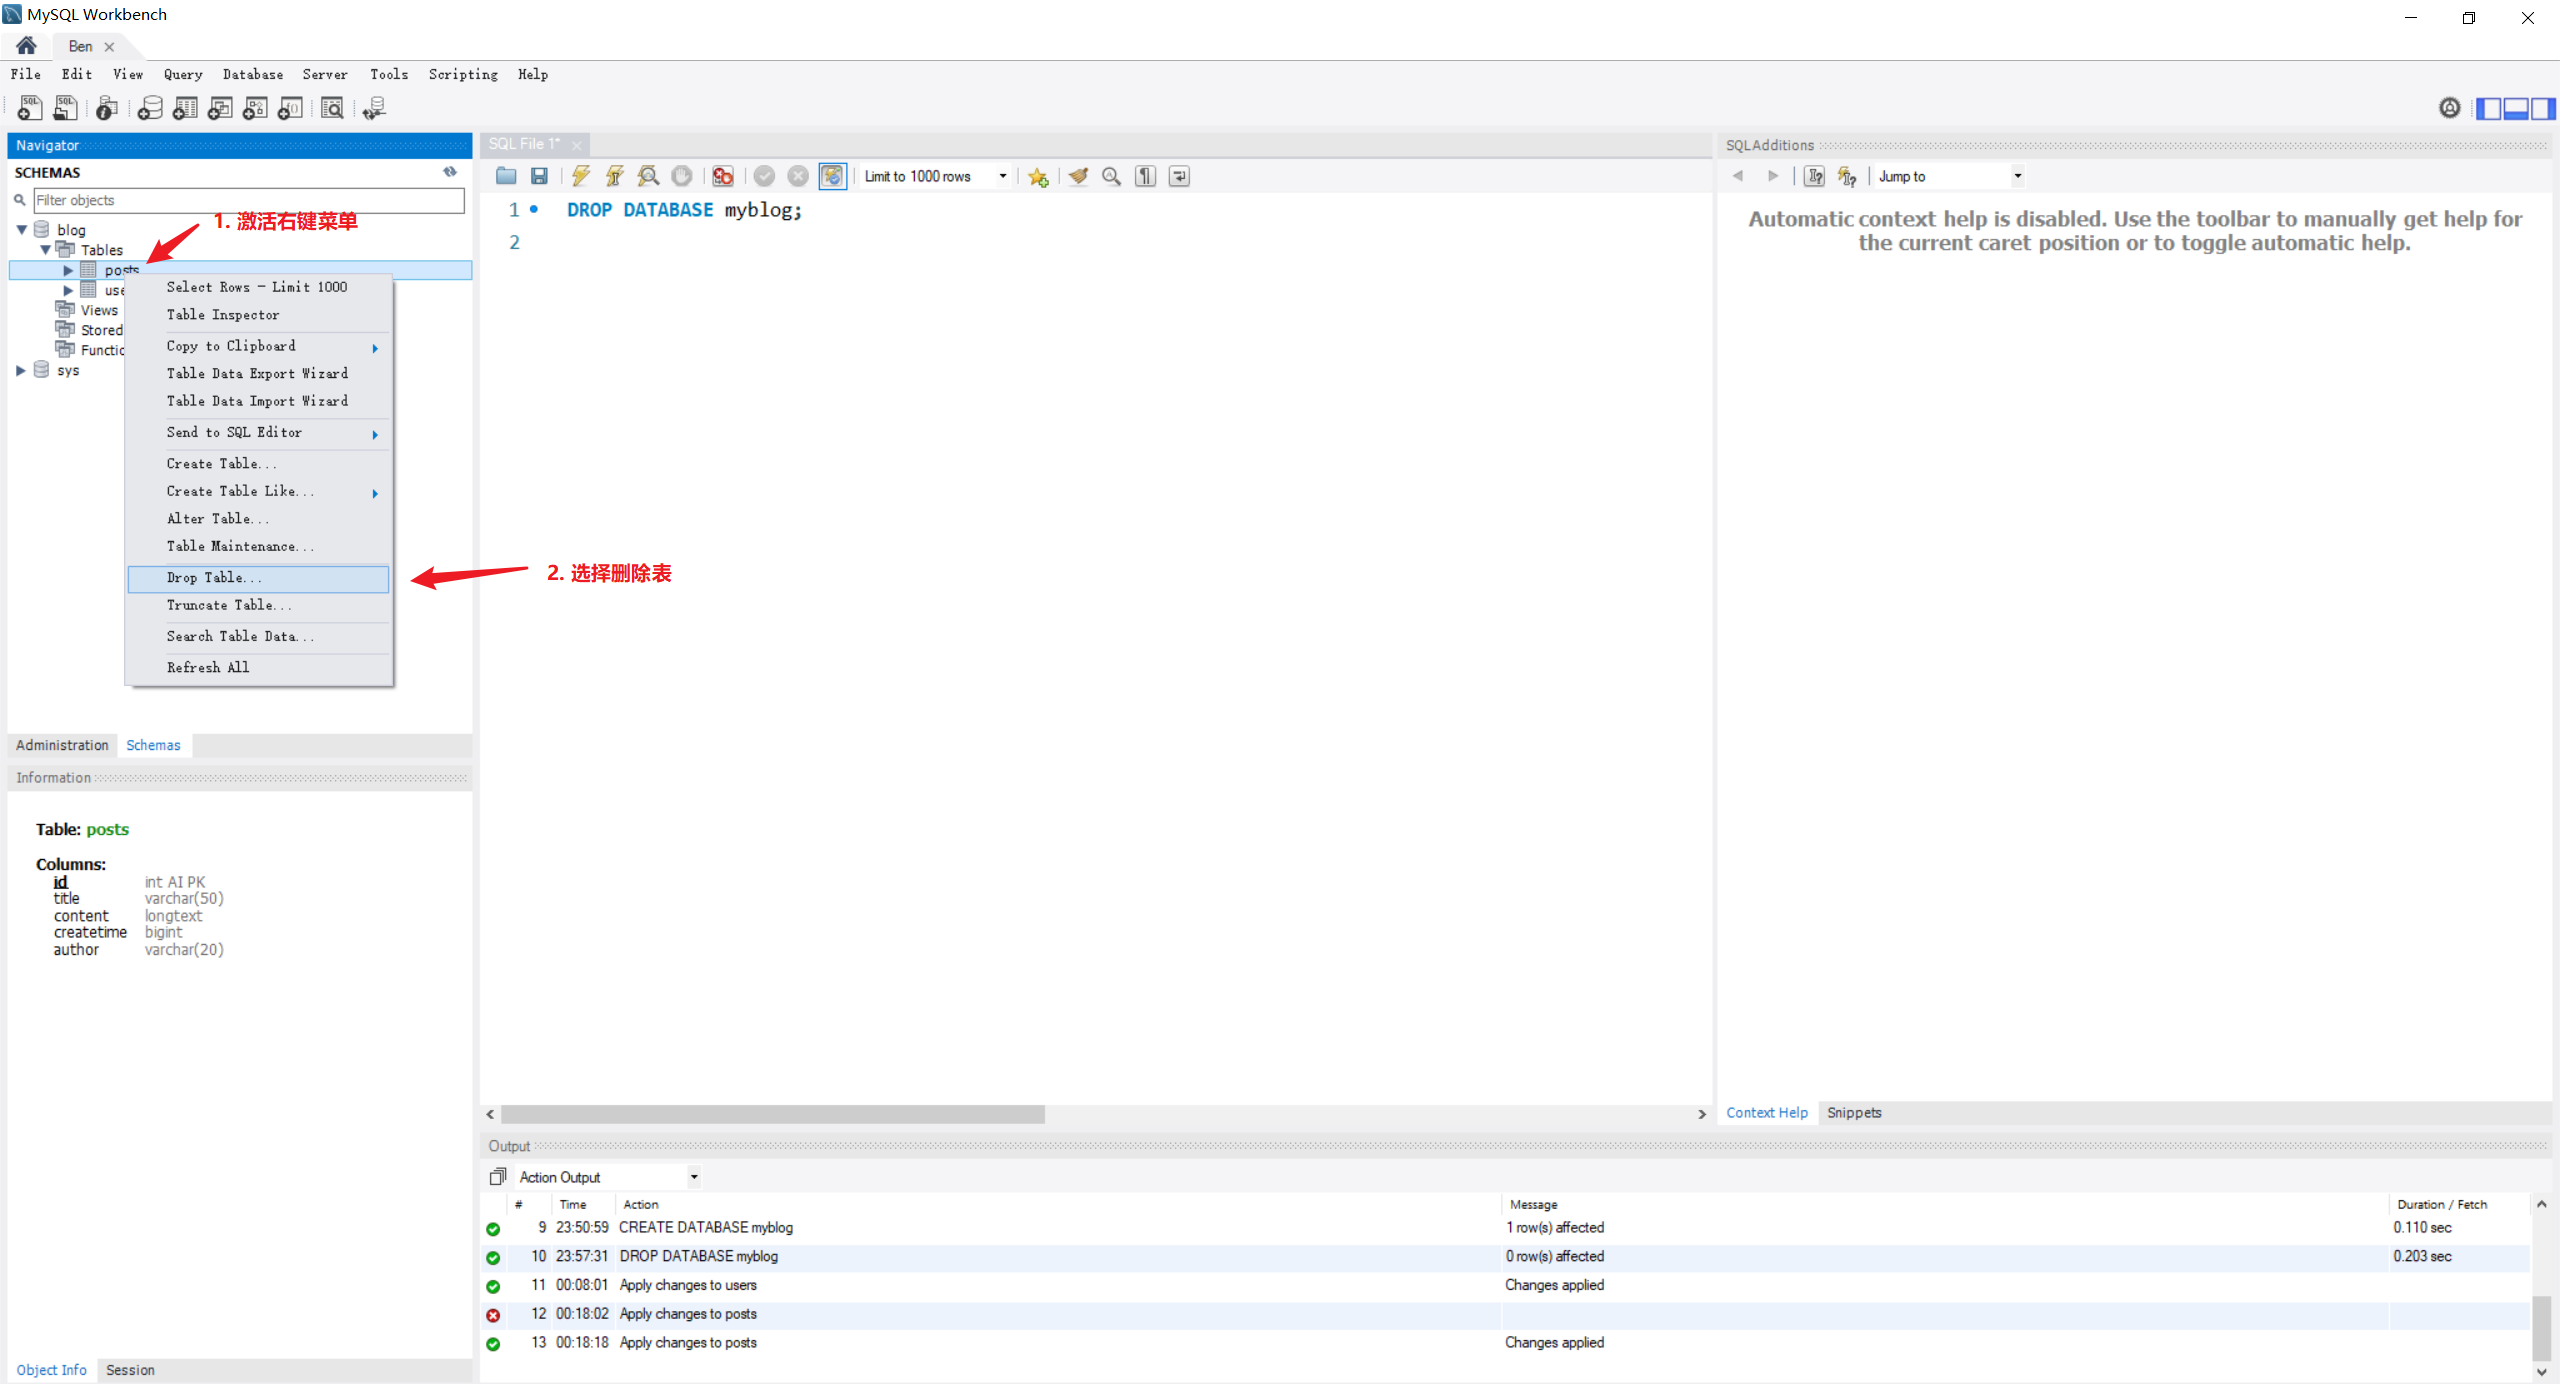 MySQL Workbench
Ben
File Edit View Query Database Server Tools Scripting Help
Navigator
SCHEMAS
Filter objects
1. 激活右键菜单
blog
Tables
posts
use
Views
Stored
Functio
sys
Select Rows - Limit 1000
Table Inspector
Copy to Clipboard
Table Data Export Wizard
Table Data Import Wizard
Send to SQL Editor
Create Table...
Create Table Like...
Alter Table...
Table Maintenance...
Drop Table...
Truncate Table...
Search Table Data...
Refresh All
2. 选择删除表
Administration Schemas
Information
Table: posts
Columns:
id int AI PK
title varchar(50)
content longtext
createtime bigint
author varchar(20)
Object Info Session
SQL File 1*
Limit to 1000 rows
1 DROP DATABASE myblog;
2
SQLAdditions
Jump to
Automatic context help is disabled. Use the toolbar to manually get help for
the current caret position or to toggle automatic help.
Context Help Snippets
Output
Action Output
# Time Action Message Duration / Fetch
9 23:50:59 CREATE DATABASE myblog 1 row(s) affected 0.110 sec
10 23:57:31 DROP DATABASE myblog 0 row(s) affected 0.203 sec
11 00:08:01 Apply changes to users Changes applied
12 00:18:02 Apply changes to posts
13 00:18:18 Apply changes to posts Changes applied